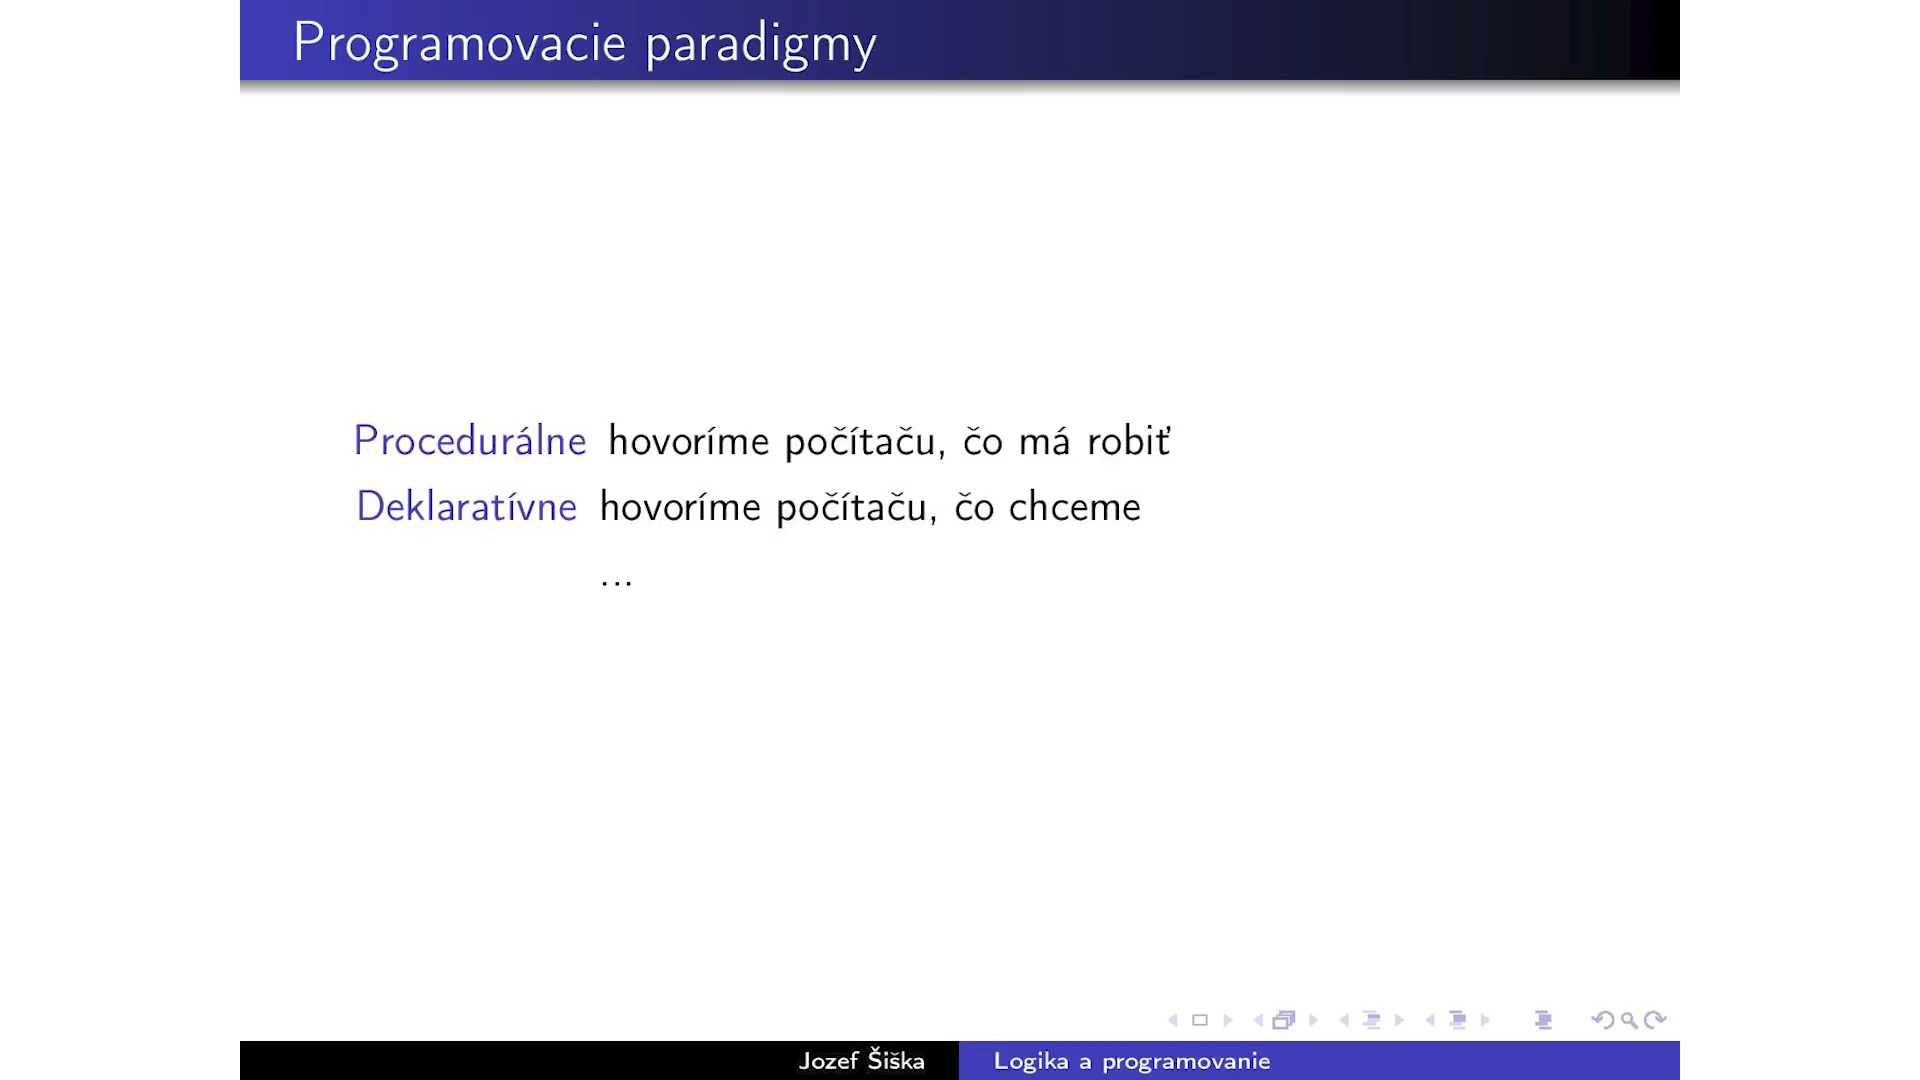 Programovacie paradigmy
Procedurálne hovoríme počítaču, čo má robiť
Deklaratívne hovoríme počítaču, čo chceme
...
Jozef Šiška Logika a programovanie